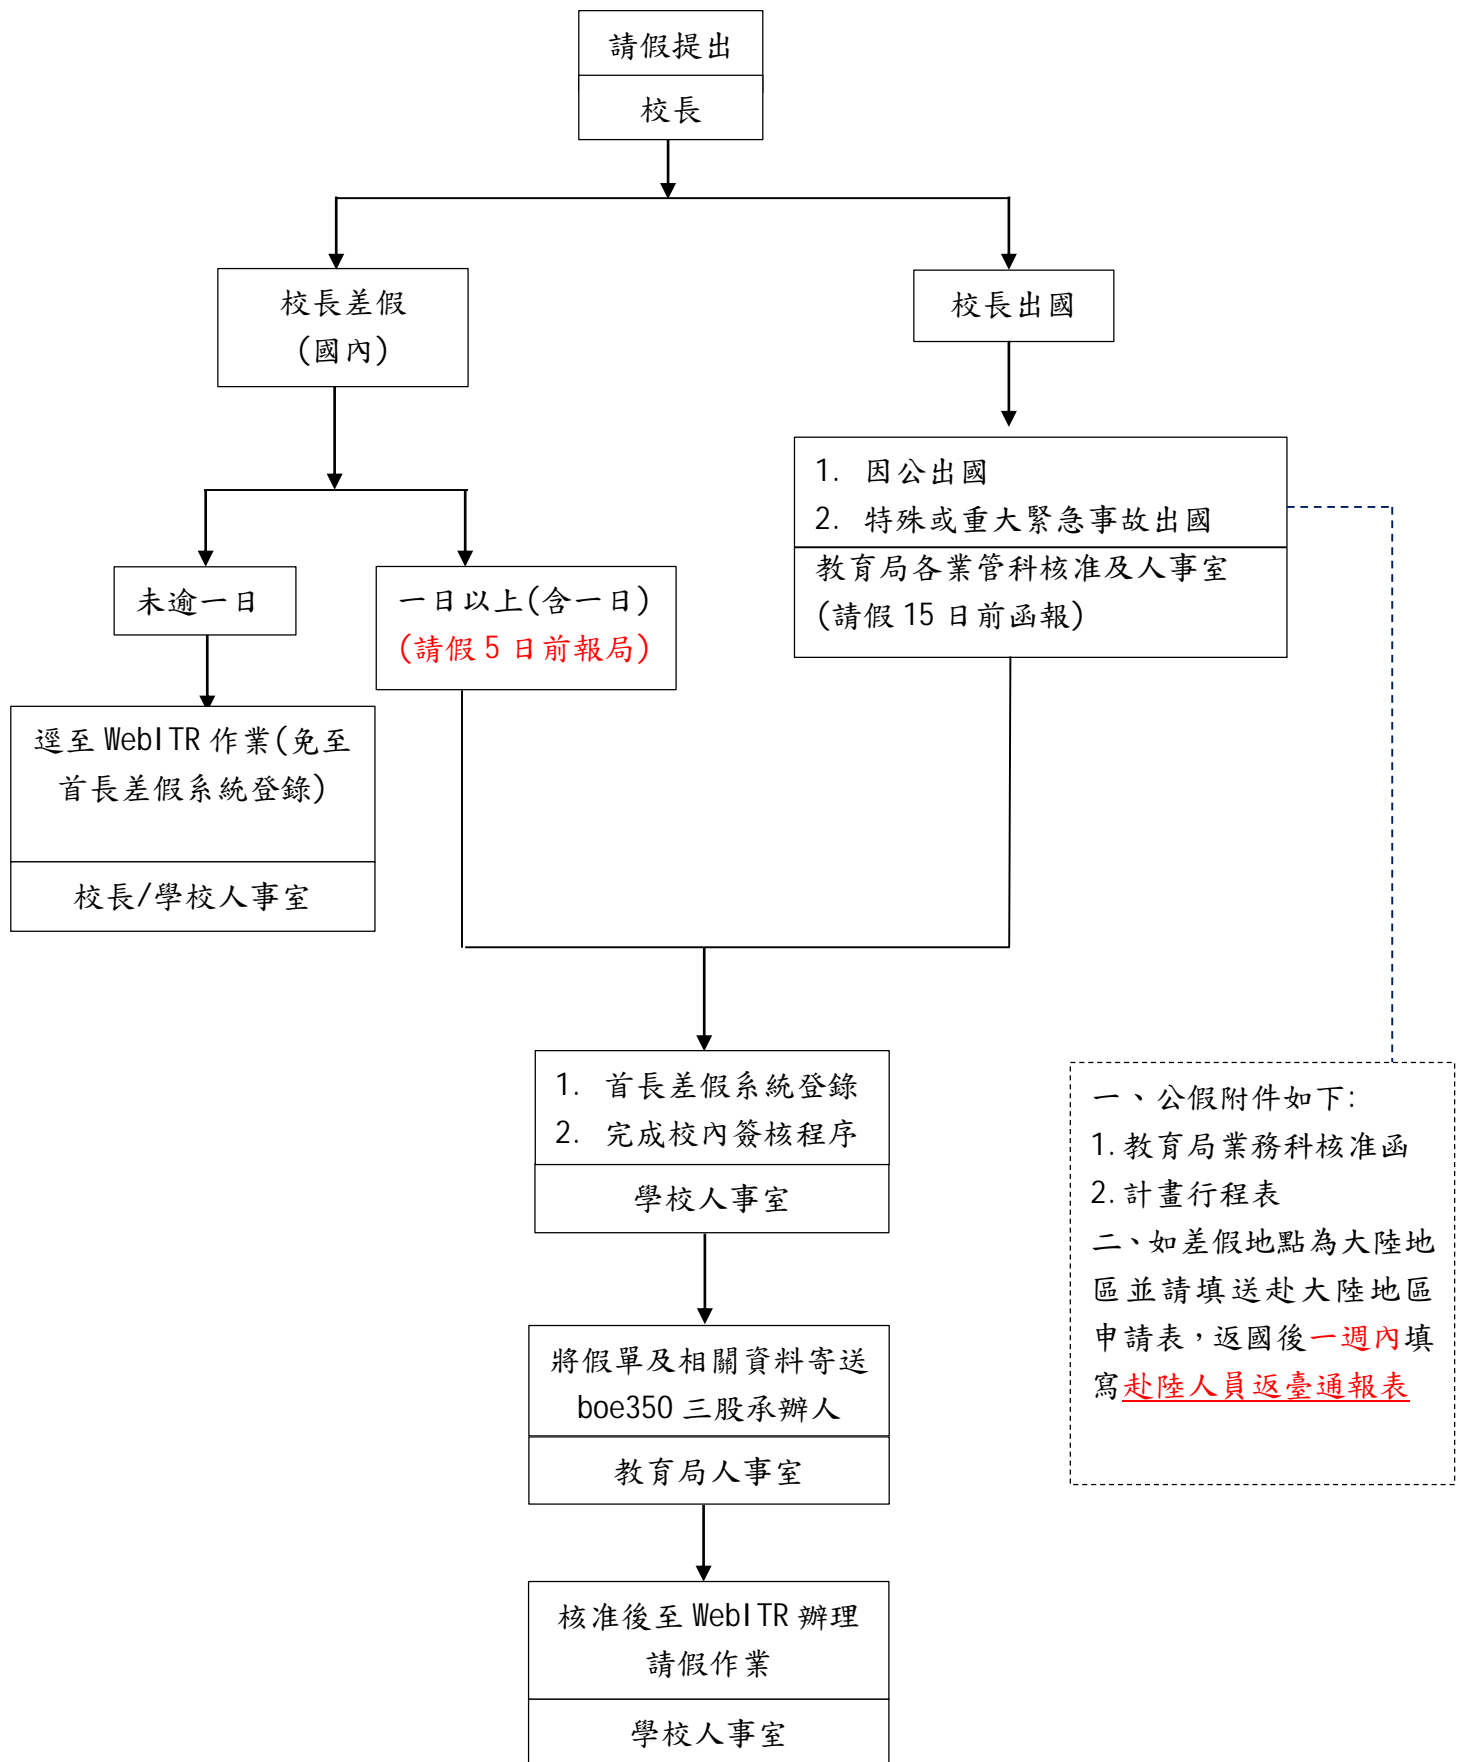 請假提出
校長
校長差假
(國內)
校長出國
1. 因公出國
2. 特殊或重大緊急事故出國
教育局各業管科核准及人事室
(請假 15 日前函報)
未逾一日
一日以上(含一日)
(請假 5 日前報局)
逕至 WebITR 作業(免至
首長差假系統登錄)
校長/學校人事室
1. 首長差假系統登錄
2. 完成校內簽核程序
學校人事室
一、公假附件如下:
1.教育局業務科核准函
2.計畫行程表
二、如差假地點為大陸地
區並請填送赴大陸地區
申請表，返國後一週內填
寫赴陸人員返臺通報表
將假單及相關資料寄送
boe350 三股承辦人
教育局人事室
核准後至 WebITR 辦理
請假作業
學校人事室